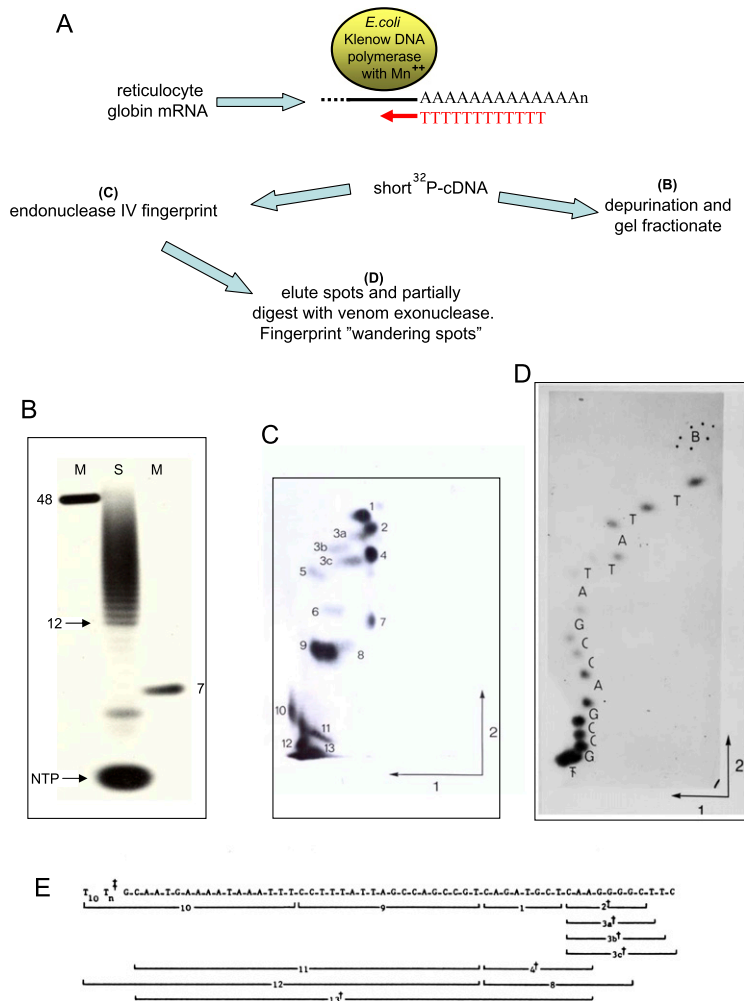 A
E.coli
Klenow DNA
polymerase
with Mn++
reticulocyte
globin mRNA
AAAAAAAAAAAAAn
TTTTTTTTTTTT
short 32P-cDNA
(C)
endonuclease IV fingerprint
(B)
depurination and
gel fractionate
(D)
elute spots and partially
digest with venom exonuclease.
Fingerprint "wandering spots"
B
M S M
48
12
7
NTP
C
1
2
3a
3b
3c
4
5
6
7
8
9
10
11
12
13
2
1
D
B
T
T
A
T
T
A
G
C
C
A
G
C
C
G
T
2
1
E
T10 Tn‡ G-C-A-A-T-G-A-A-A-A-T-A-A-A-T-T-T-C-C-T-T-T-A-T-T-A-G-C-C-A-G-C-C-G-T-C-A-G-A-T-G-C-T-C-A-A-G-G-G-G-C-T-T-C
10 9 1 2†
3a†
3b†
3c†
11 4†
12 8
13†